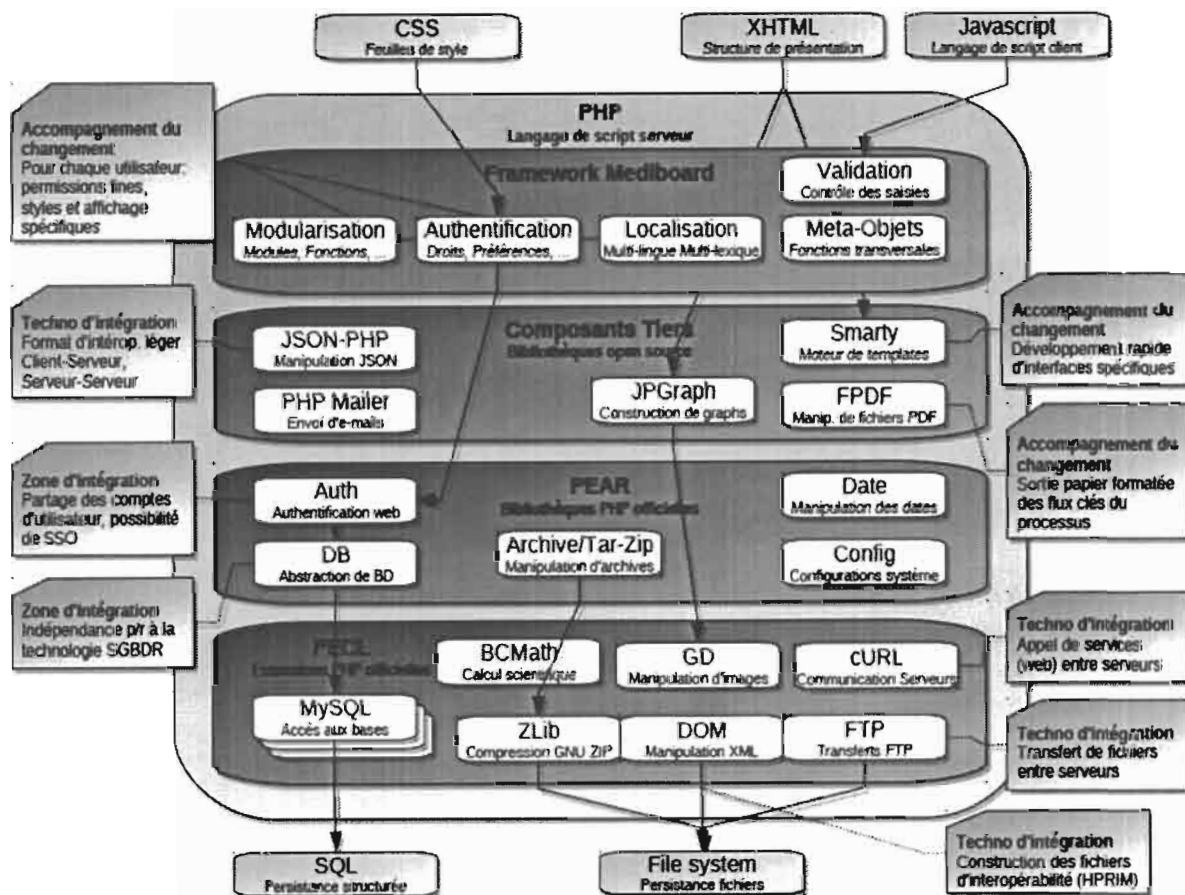 CSS
Feuilles de style
XHTML
Structure de présentation
Javascript
Langage de script client
PHP
Langage de script serveur
Accompagnement du
changement
Pour chaque utilisateur:
permissions fines,
styles et affichage
spécifiques
Framework Mediboard
Validation
Contrôle des saisies
Modularisation
Modules, Fonctions, ...
Authentification
Droits, Préférences, ...
Localisation
Multi-lingue Multi-lexique
Meta-Objets
Fonctions transversales
Techno d'intégration
Format d'intérop. léger
Client-Serveur,
Serveur-Serveur
Composants Tiers
Bibliothèques open source
JSON-PHP
Manipulation JSON
Smarty
Moteur de templates
Accompagnement du
changement
Développement rapide
d'interfaces spécifiques
PHP Mailer
Envoi d'e-mails
JPGraph
Construction de graphs
FPDF
Manip. de fichiers PDF
Accompagnement du
changement
Sortie papier formatée
des flux clés du
processus
Zone d'intégration
Partage des comptes
d'utilisateur, possibilité
de SSO
PEAR
Bibliothèques PHP officielles
Auth
Authentification web
Date
Manipulation des dates
DB
Abstraction de BD
Archive/Tar-Zip
Manipulation d'archives
Config
Configurations système
Zone d'intégration
Indépendance p/r à la
technologie SGBDR
PECL
Extensions PHP officielles
BCMath
Calcul scientifique
GD
Manipulation d'images
cURL
Communication Serveurs
Techno d'intégration
Appel de services
(web) entre serveurs
MySQL
Accès aux bases
ZLib
Compression GNU ZIP
DOM
Manipulation XML
FTP
Transferts FTP
Techno d'intégration
Transfert de fichiers
entre serveurs
SQL
Persistance structurée
File system
Persistance fichiers
Techno d'intégration
Construction des fichiers
d'interopérabilité (HPRIM)